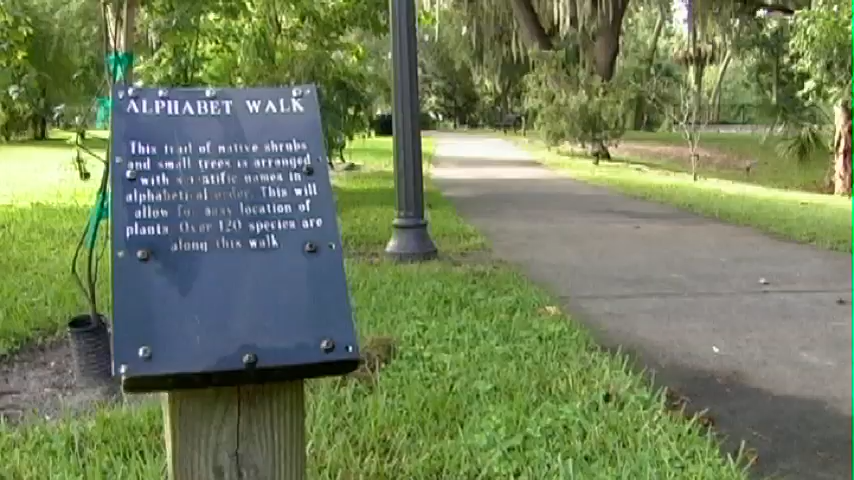 ALPHABET WALK
This trail of native shrubs
and small trees is arranged
with scientific names in
alphabetical order. This will
allow for easy location of
plants. Over 120 species are
along this walk